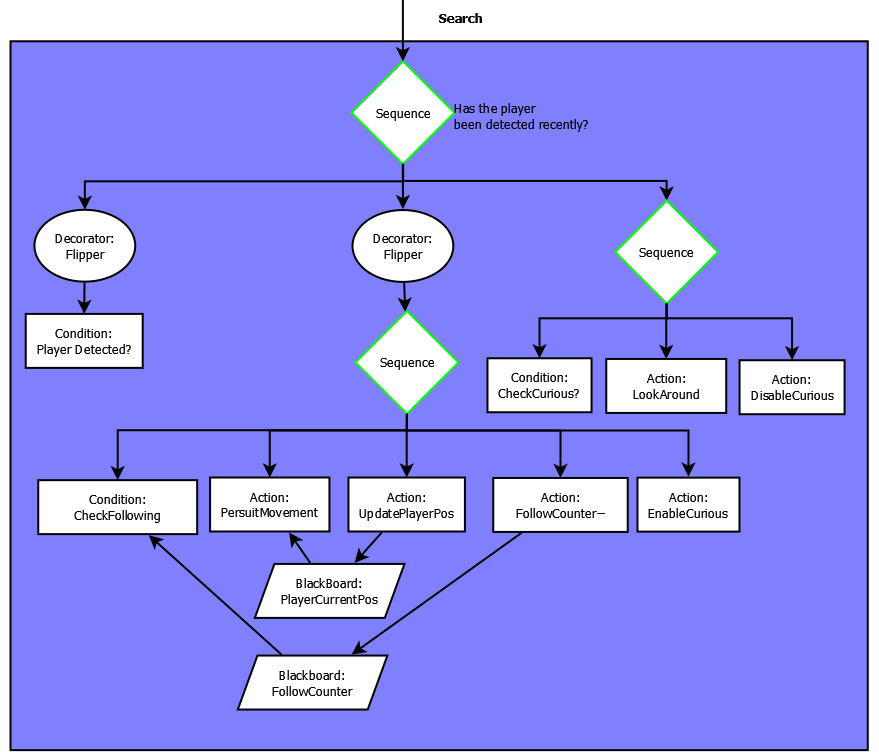 Search
Sequence
Has the player
been detected recently?
Decorator:
Flipper
Decorator:
Flipper
Sequence
Condition:
Player Detected?
Sequence
Condition:
CheckCurious?
Action:
LookAround
Action:
DisableCurious
Condition:
CheckFollowing
Action:
PersuitMovement
Action:
UpdatePlayerPos
Action:
FollowCounter--
Action:
EnableCurious
BlackBoard:
PlayerCurrentPos
Blackboard:
FollowCounter